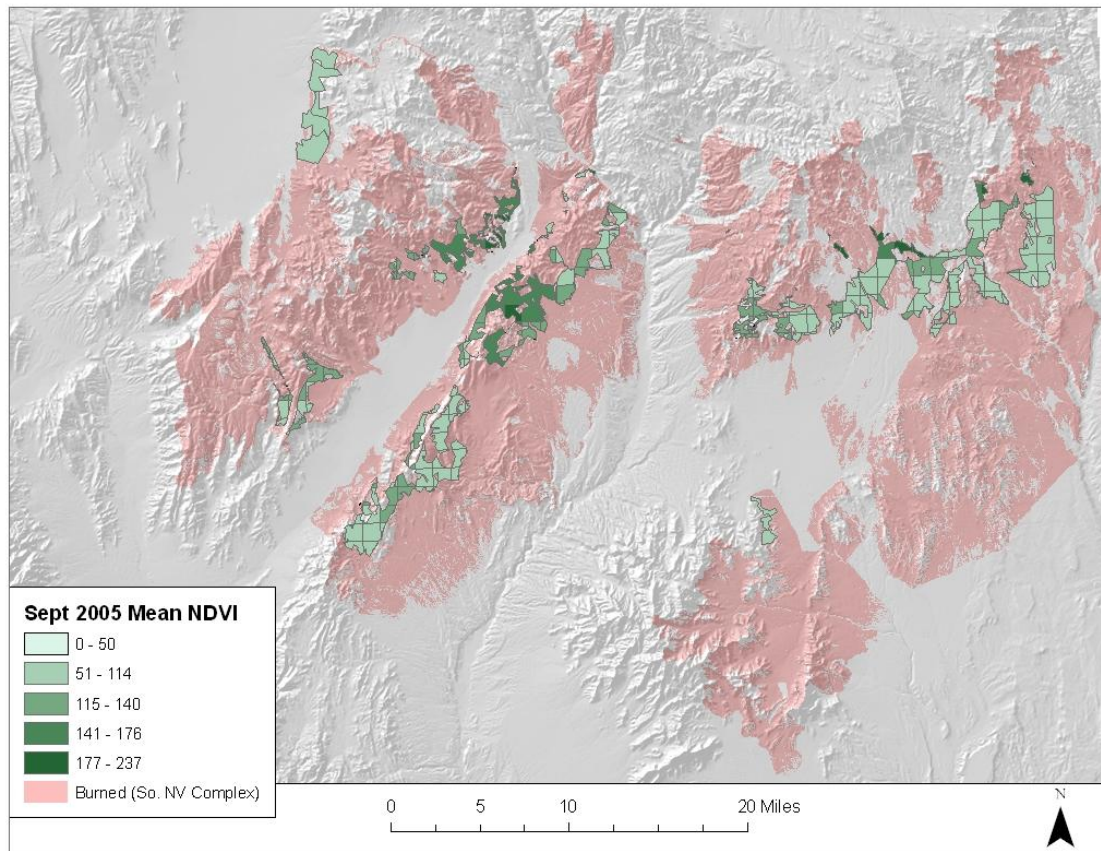 Sept 2005 Mean NDVI
0 - 50
51 - 114
115 - 140
141 - 176
177 - 237
Burned (So. NV Complex)
0 5 10 20 Miles
N